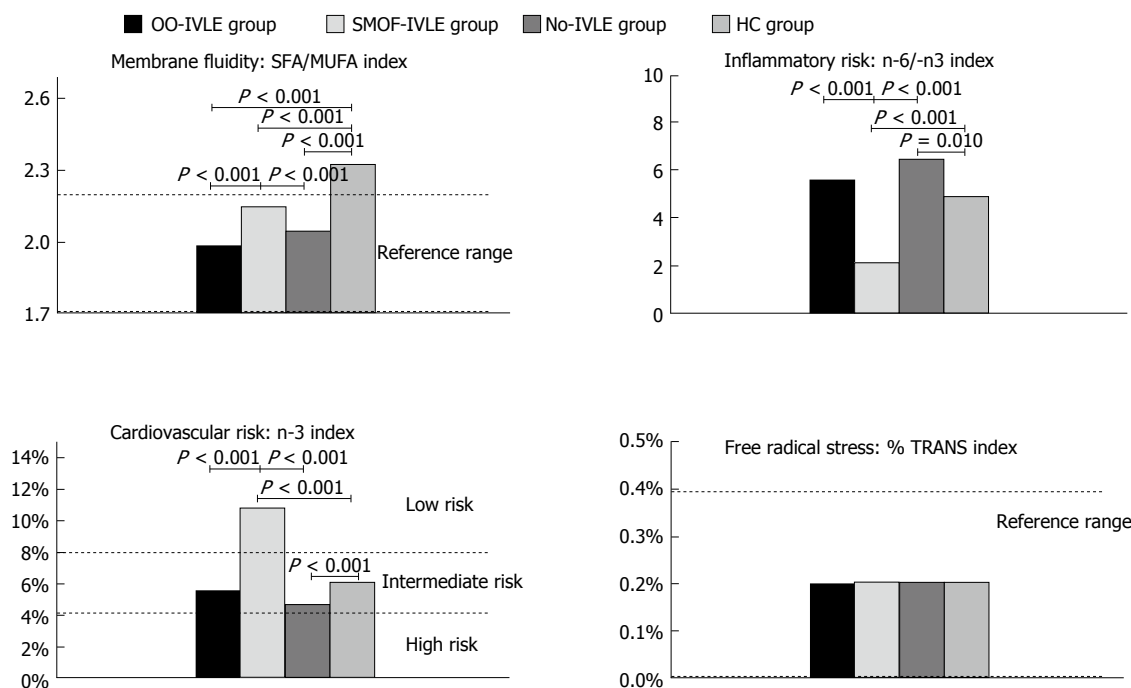 OO-IVLE group SMOF-IVLE group No-IVLE group HC group
Membrane fluidity: SFA/MUFA index
2.6
2.3
2.0
1.7
P < 0.001
P < 0.001
P < 0.001
P < 0.001 P < 0.001
Reference range
Inflammatory risk: n-6/-n3 index
10
8
6
4
2
0
P < 0.001 P < 0.001
P < 0.001
P = 0.010
Cardiovascular risk: n-3 index
14%
12%
10%
8%
6%
4%
2%
0%
P < 0.001 P < 0.001
P < 0.001
Low risk
P < 0.001
Intermediate risk
High risk
Free radical stress: % TRANS index
0.5%
0.4%
0.3%
0.2%
0.1%
0.0%
Reference range